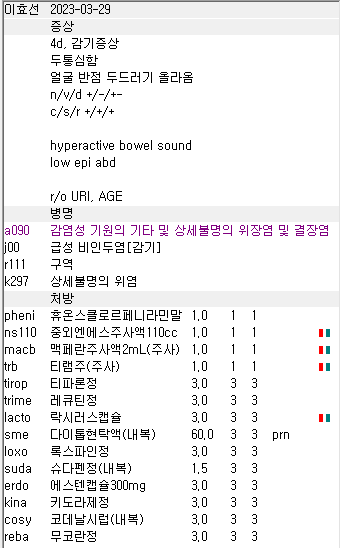 이효선 2023-03-29
증상
4d, 감기증상
두통심함
얼굴 반점 두드러기 올라옴
n/v/d +/-/+-
c/s/r +/+/+
hyperactive bowel sound
low epi abd
r/o URI, AGE
병명
a090 감염성 기원의 기타 및 상세불명의 위장염 및 결장염
j00 급성 비인두염[감기]
r111 구역
k297 상세불명의 위염
처방
pheni 휴온스클로르페니라민말 1.0 1 1
ns110 중외엔에스주사액110cc 1.0 1 1
macb 맥페란주사2mL(주사) 1.0 1 1
trb 티램주(주사) 1.0 1 1
tirop 티파론정 3.0 3 3
trime 레큐틴정 3.0 3 3
lacto 락시러스캡슐 3.0 3 3
sme 다이톱현탁액(내복) 60.0 3 3 prn
loxo 록스파인정 3.0 3 3
suda 슈다펜정(내복) 1.5 3 3
erdo 에스텐캡슐300mg 3.0 3 3
kina 키도라제정 3.0 3 3
cosy 코데날시럽(내복) 3.0 3 3
reba 무코란정 3.0 3 3